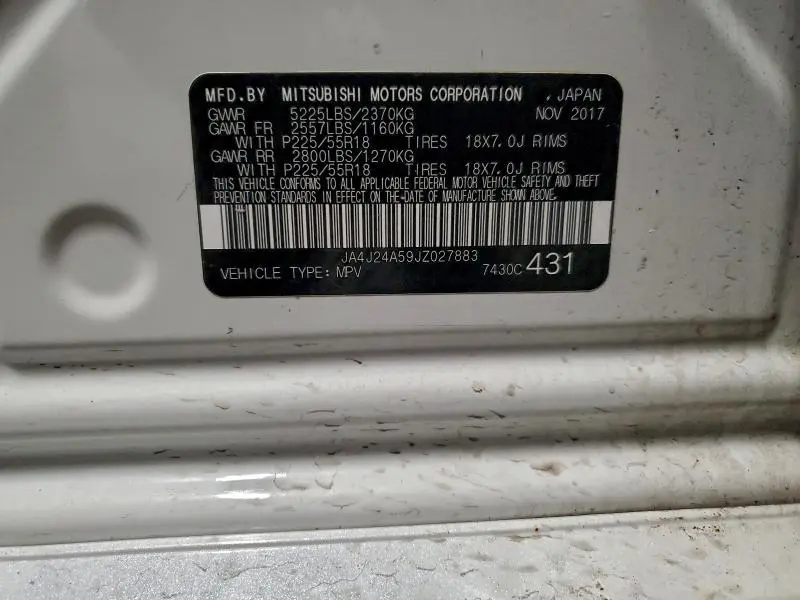 MFD.BY MITSUBISHI MOTORS CORPORATION , JAPAN
GVWR 5225LBS/2370KG NOV 2017
GAWR FR 2557LBS/1160KG
WITH P225/55R18 TIRES 18X7.0J RIMS
GAWR RR 2800LBS/1270KG
WITH P225/55R18 TIRES 18X7.0J RIMS
THIS VEHICLE CONFORMS TO ALL APPLICABLE FEDERAL MOTOR VEHICLE SAFETY AND THEFT
PREVENTION STANDARDS IN EFFECT ON THE-DATE OF MANUFACTURE SHOWN ABOVE.
JA4J24A59JZ027883
VEHICLE TYPE: MPV 7430C 431